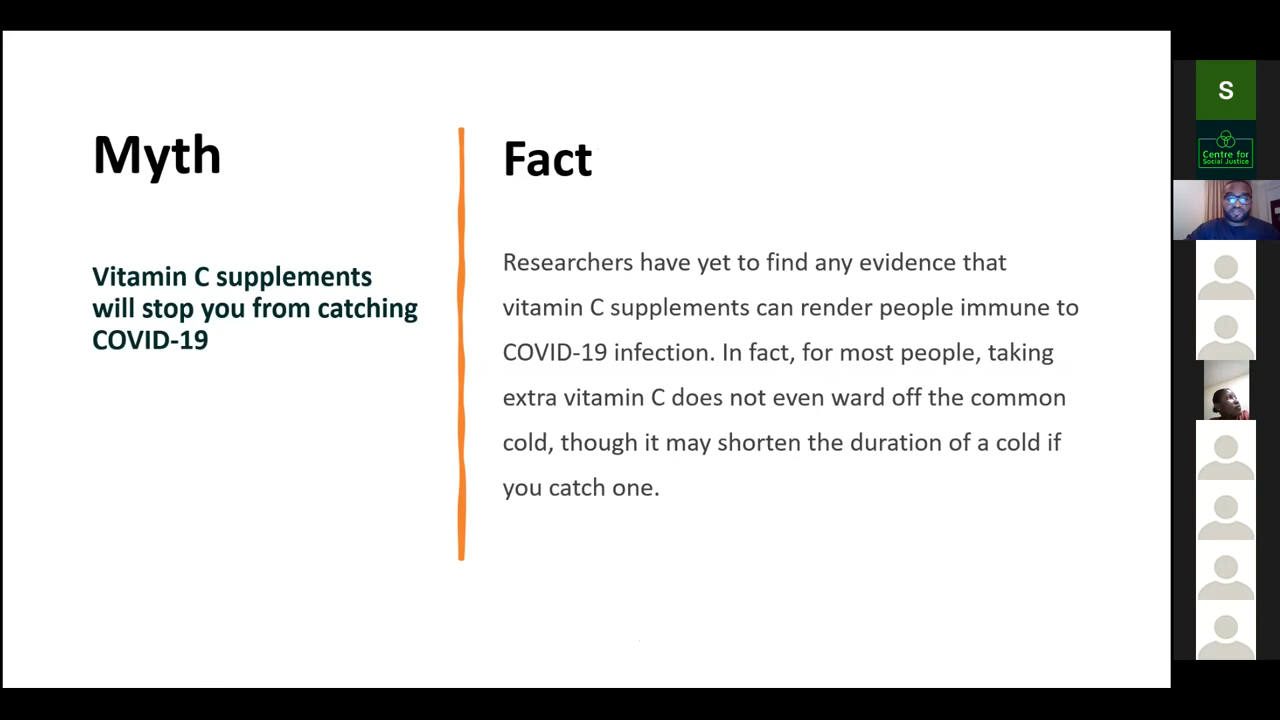 Myth
Vitamin C supplements
will stop you from catching
COVID-19
Fact
Researchers have yet to find any evidence that
vitamin C supplements can render people immune to
COVID-19 infection. In fact, for most people, taking
extra vitamin C does not even ward off the common
cold, though it may shorten the duration of a cold if
you catch one.
S
Centre for
Social Justice